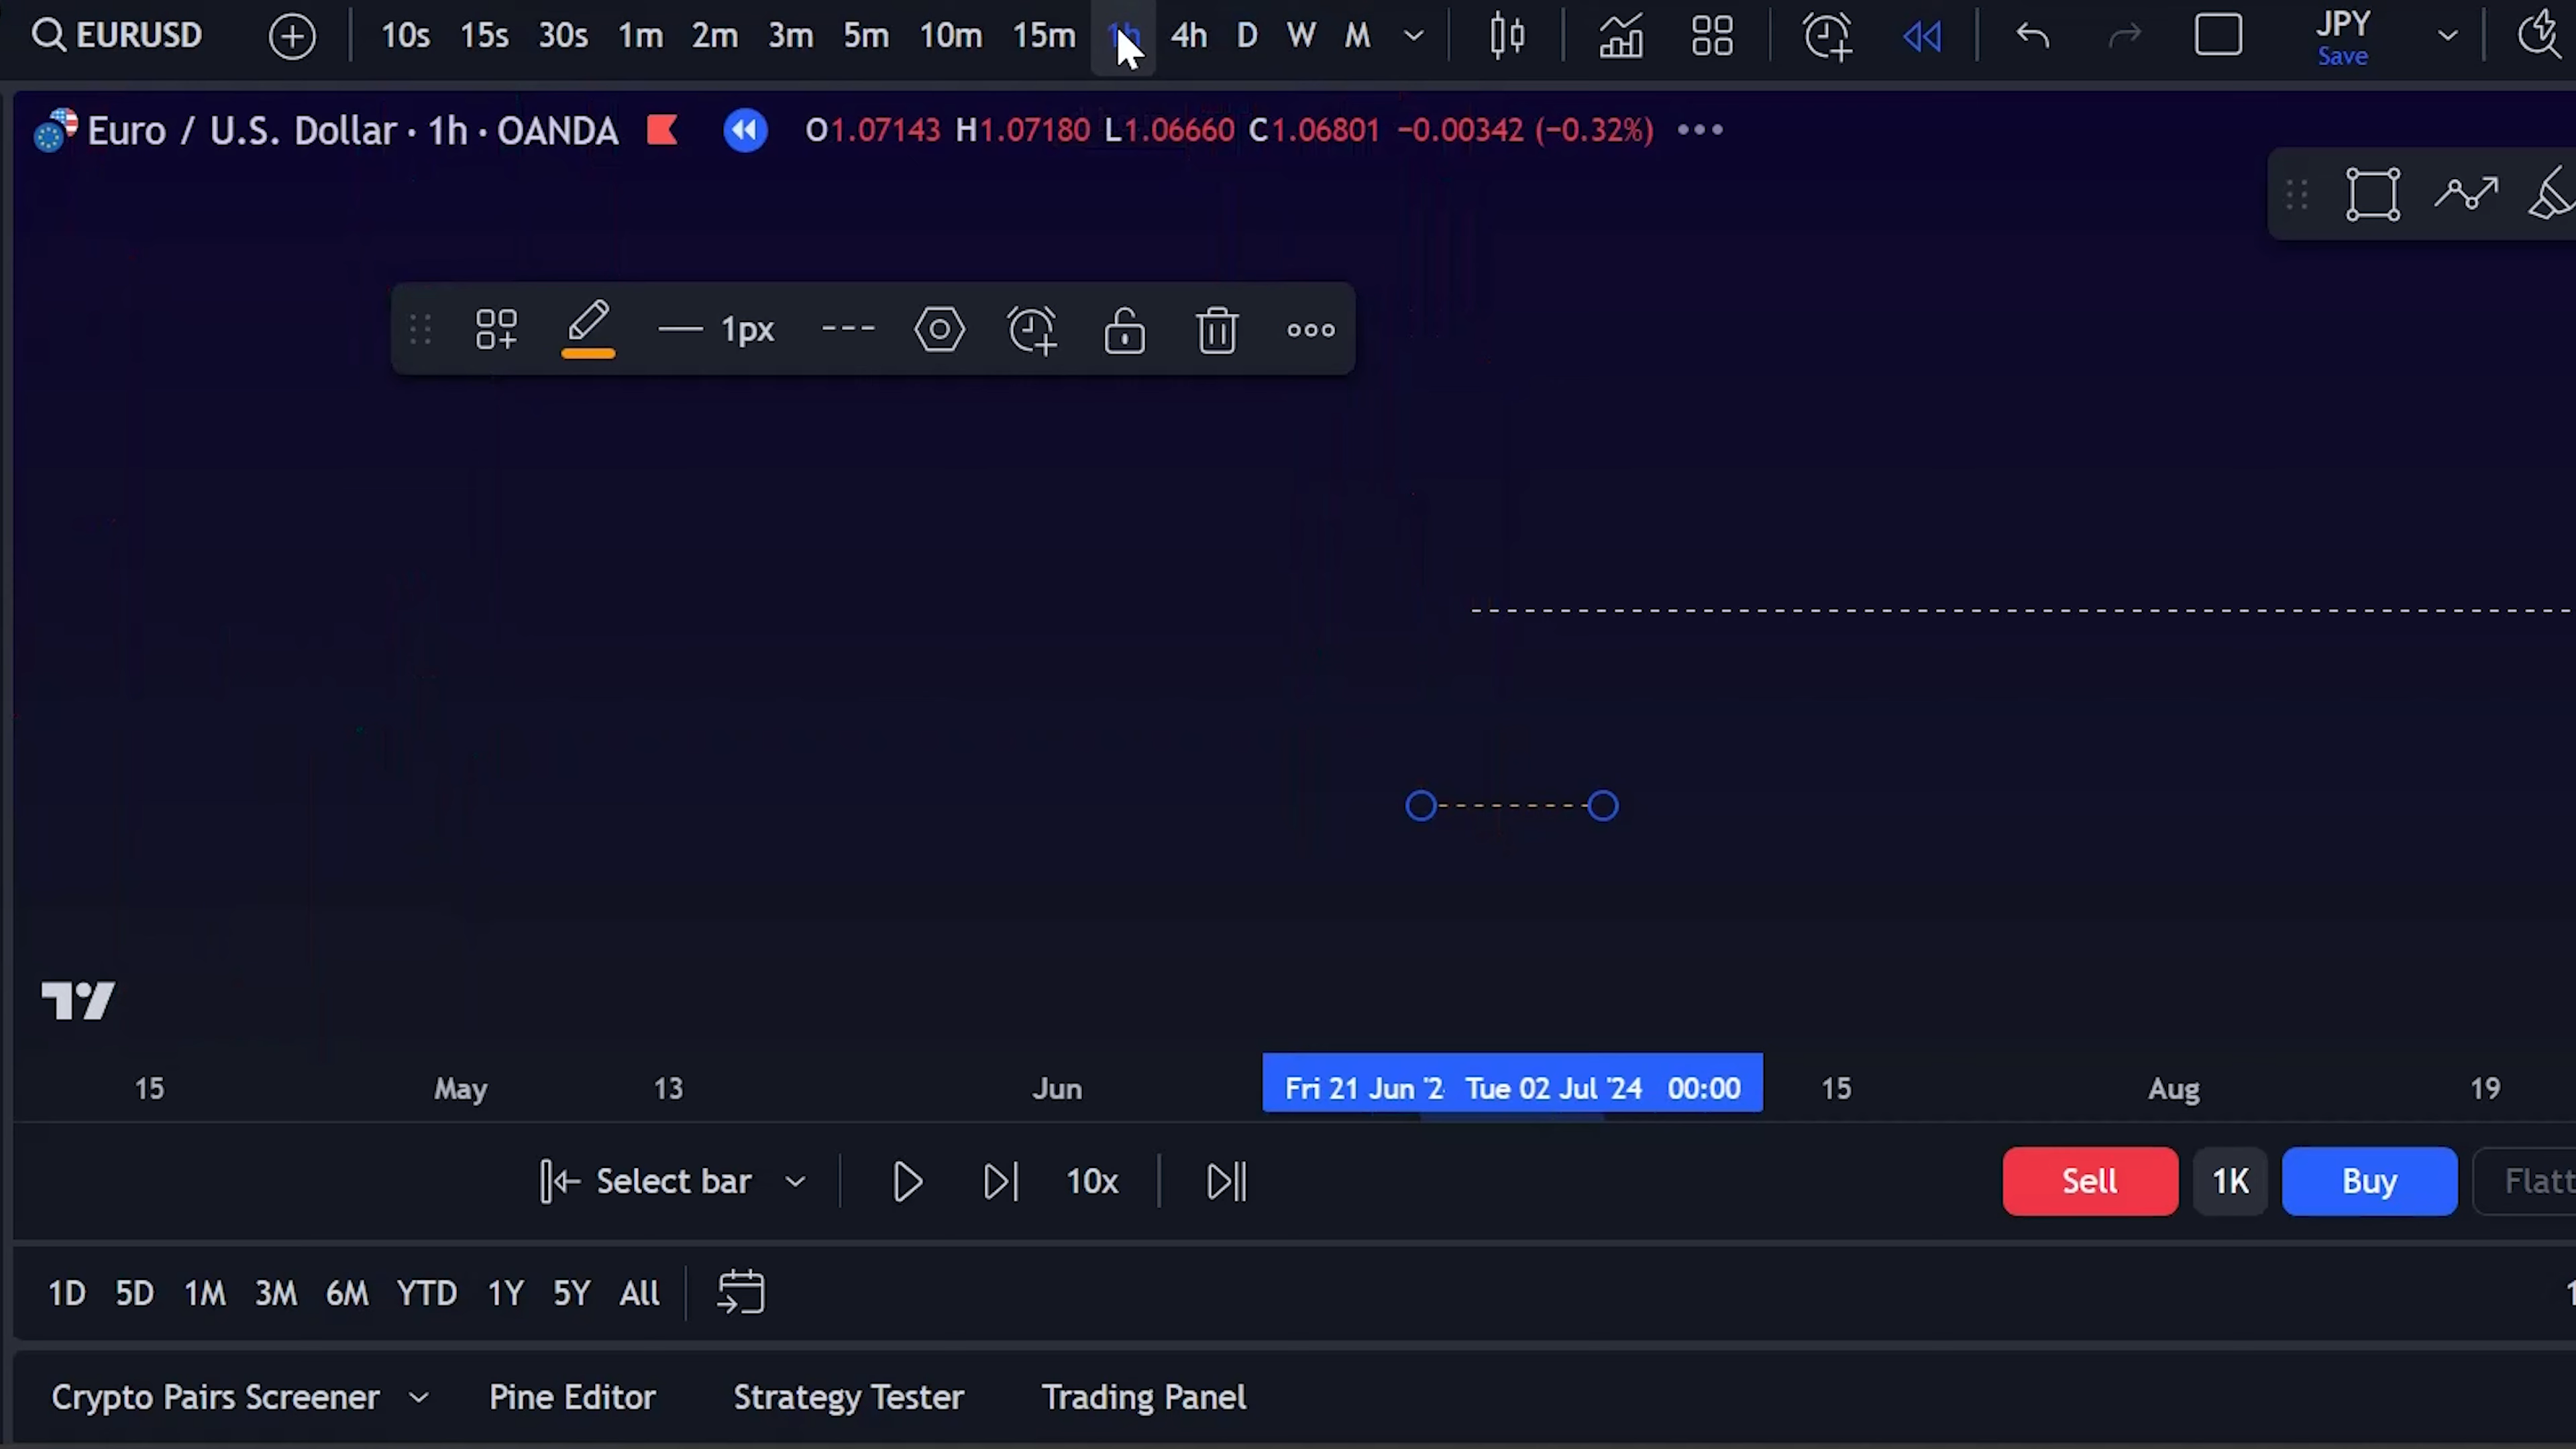 EURUSD 10s 15s 30s 1m 2m 3m 5m 10m 15m 1h 4h D W M JPY
Save
Euro / U.S. Dollar · 1h · OANDA O1.07143 H1.07180 L1.06660 C1.06801 −0.00342 (−0.32%)
1px
15 May 13 Jun Fri 21 Jun '2 Tue 02 Jul '24 00:00 15 Aug 19
Select bar 10x Sell 1K Buy Flatt
1D 5D 1M 3M 6M YTD 1Y 5Y All
Crypto Pairs Screener Pine Editor Strategy Tester Trading Panel